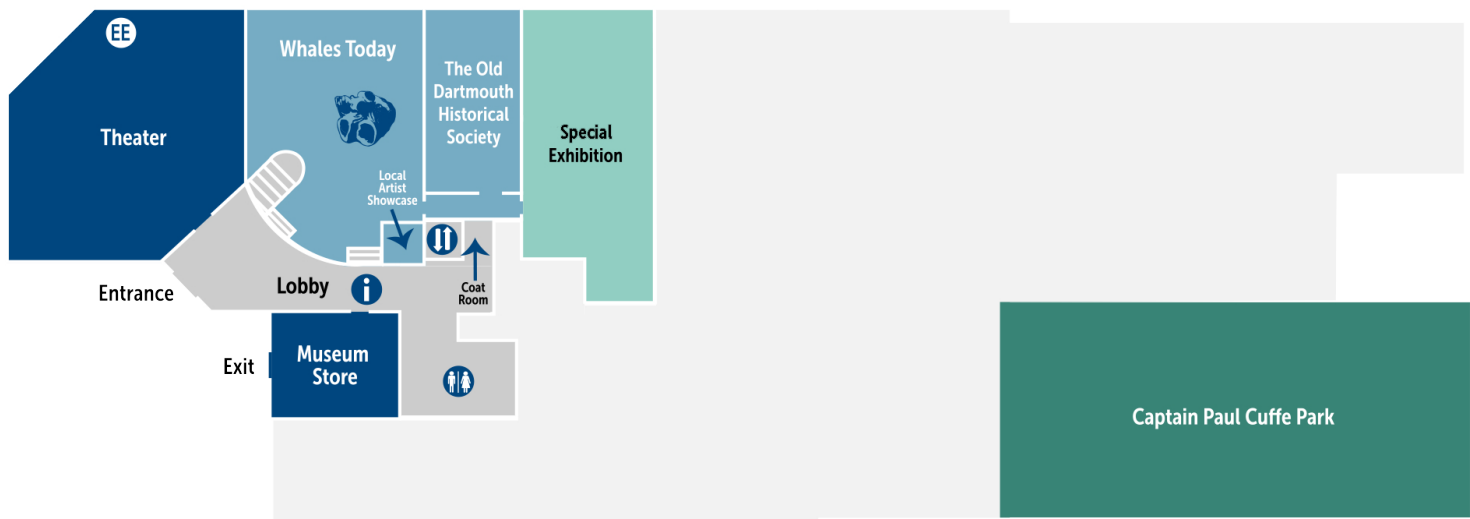 EE
Whales Today
The Old
Dartmouth
Historical
Society
Theater
Special
Exhibition
Local
Artist
Showcase
Entrance
Lobby
i
Coat
Room
Exit
Museum
Store
Captain Paul Cuffe Park